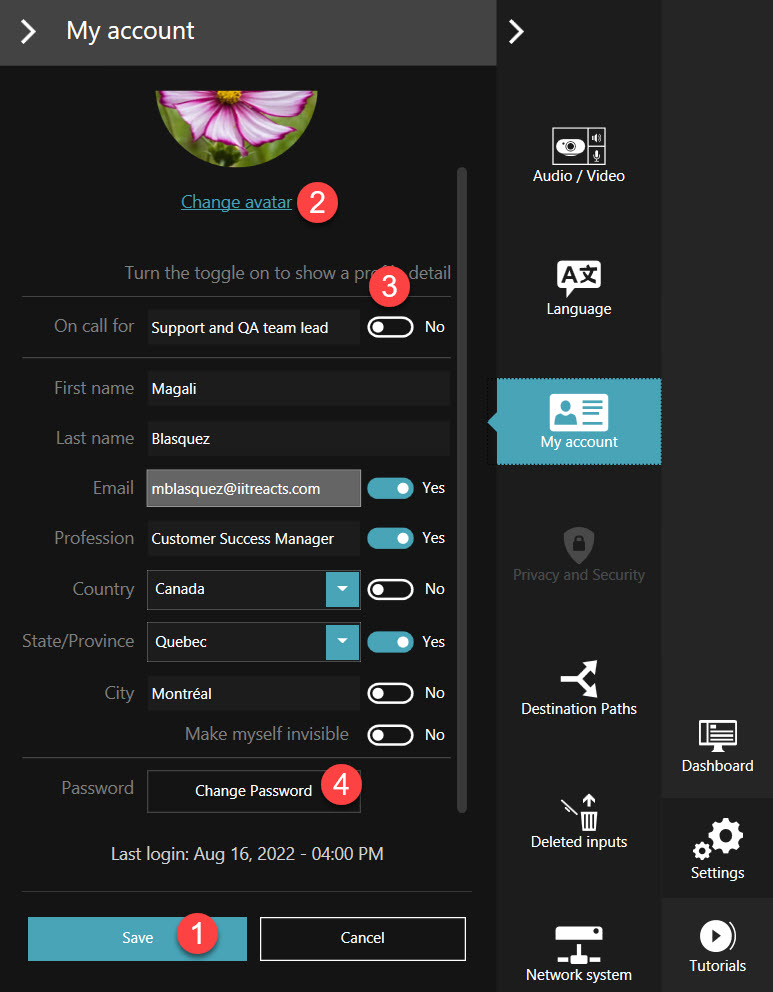 My account
Change avatar 2
Turn the toggle on to show a profile detail
3
On call for Support and QA team lead No
First name Magali
Last name Blasquez
Email mblasquez@iitreacts.com Yes
Profession Customer Success Manager Yes
Country Canada No
State/Province Quebec Yes
City Montréal No
Make myself invisible No
Password Change Password 4
Last login: Aug 16, 2022 - 04:00 PM
Save 1 Cancel
Audio / Video
A文
Language
My account
Privacy and Security
Destination Paths
Deleted inputs
Network system
Dashboard
Settings
Tutorials